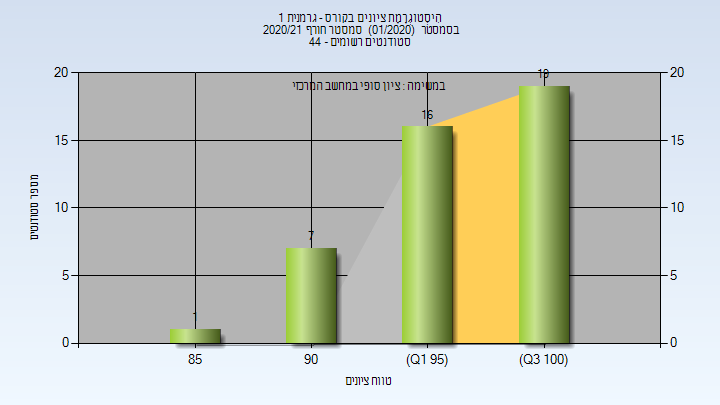 היסטוגרמת ציונים בקורס - גרמנית 1
בסמסטר (01/2020) סמסטר חורף 2020/21
סטודנטים רשומים - 44
במשימה : ציון סופי במחשב המרכזי
20
15
10
5
0
20
15
10
5
0
מספר סטודנטים
1
7
16
19
85
90
(Q1 95)
(Q3 100)
טווח ציונים